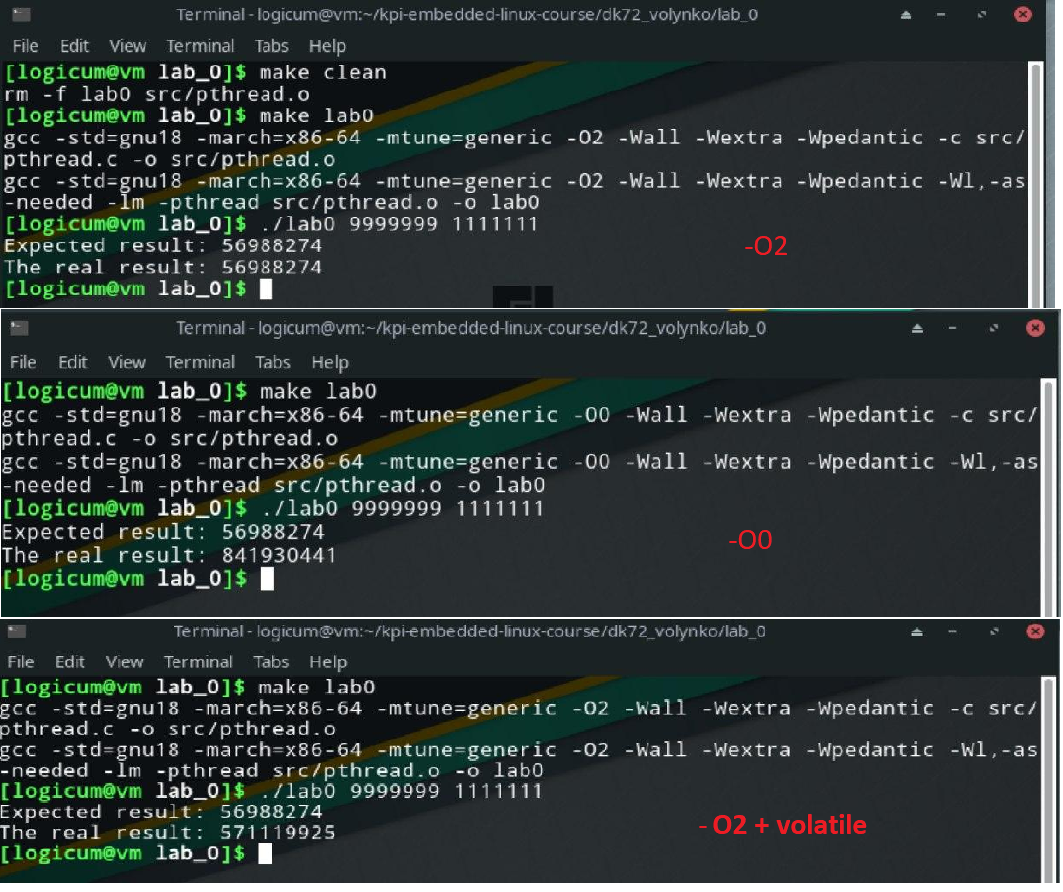 Terminal - logicum@vm:~/kpi-embedded-linux-course/dk72_volynko/lab_0
File Edit View Terminal Tabs Help
[logicum@vm lab_0]$ make clean
rm -f lab0 src/pthread.o
[logicum@vm lab_0]$ make lab0
gcc -std=gnu18 -march=x86-64 -mtune=generic -O2 -Wall -Wextra -Wpedantic -c src/
pthread.c -o src/pthread.o
gcc -std=gnu18 -march=x86-64 -mtune=generic -O2 -Wall -Wextra -Wpedantic -Wl,-as
-needed -lm -pthread src/pthread.o -o lab0
[logicum@vm lab_0]$ ./lab0 9999999 1111111
Expected result: 56988274
-O2
The real result: 56988274
[logicum@vm lab_0]$
Terminal - logicum@vm:~/kpi-embedded-linux-course/dk72_volynko/lab_0
File Edit View Terminal Tabs Help
[logicum@vm lab_0]$ make lab0
gcc -std=gnu18 -march=x86-64 -mtune=generic -O0 -Wall -Wextra -Wpedantic -c src/
pthread.c -o src/pthread.o
gcc -std=gnu18 -march=x86-64 -mtune=generic -O0 -Wall -Wextra -Wpedantic -Wl,-as
-needed -lm -pthread src/pthread.o -o lab0
[logicum@vm lab_0]$ ./lab0 9999999 1111111
Expected result: 56988274
-O0
The real result: 841930441
[logicum@vm lab_0]$
Terminal - logicum@vm:~/kpi-embedded-linux-course/dk72_volynko/lab_0
File Edit View Terminal Tabs Help
[logicum@vm lab_0]$ make lab0
gcc -std=gnu18 -march=x86-64 -mtune=generic -O2 -Wall -Wextra -Wpedantic -c src/
pthread.c -o src/pthread.o
gcc -std=gnu18 -march=x86-64 -mtune=generic -O2 -Wall -Wextra -Wpedantic -Wl,-as
-needed -lm -pthread src/pthread.o -o lab0
[logicum@vm lab_0]$ ./lab0 9999999 1111111
Expected result: 56988274
The real result: 571119925
- O2 + volatile
[logicum@vm lab_0]$